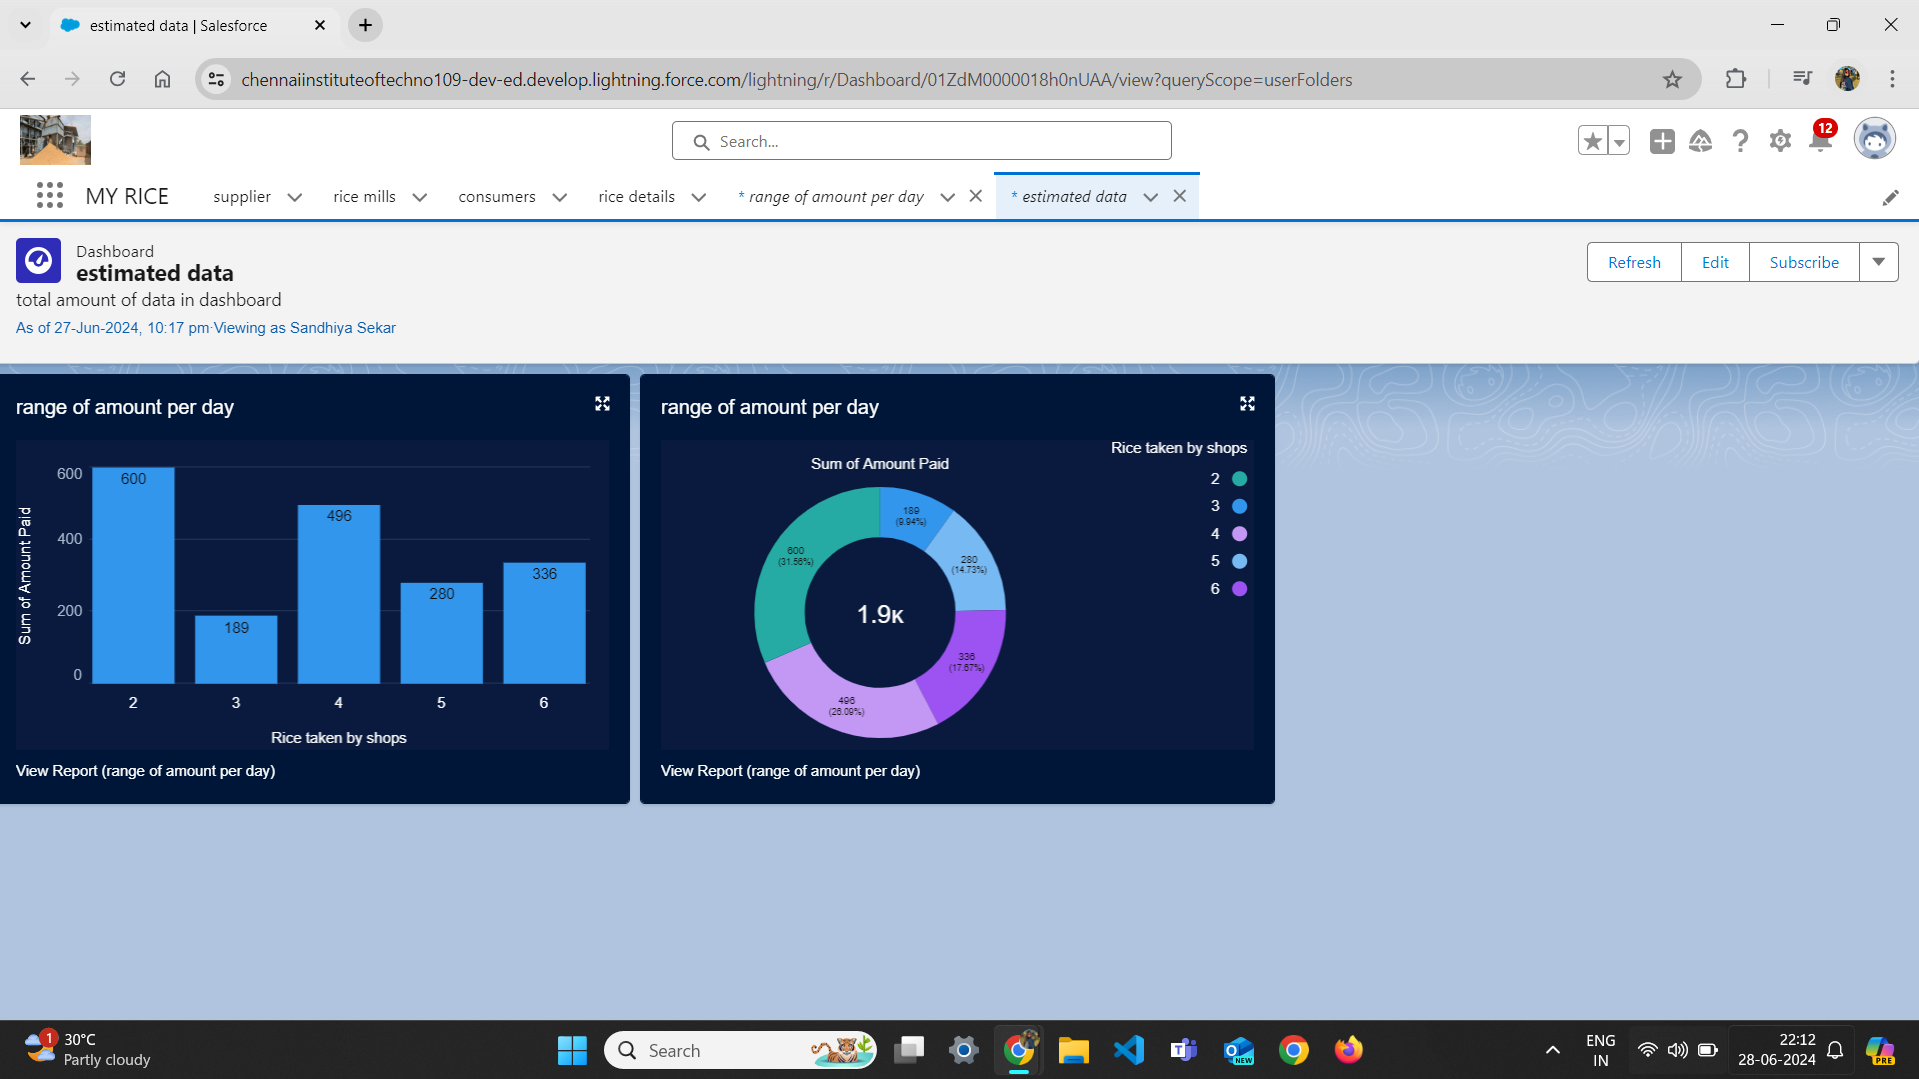 estimated data | Salesforce
chennaiinstituteoftechno109-dev-ed.develop.lightning.force.com/lightning/r/Dashboard/01ZdM0000018h0nUAA/view?queryScope=userFolders
Search...
12
MY RICE
supplier
rice mills
consumers
rice details
* range of amount per day
* estimated data
Dashboard
estimated data
total amount of data in dashboard
As of 27-Jun-2024, 10:17 pm·Viewing as Sandhiya Sekar
Refresh
Edit
Subscribe
range of amount per day
Sum of Amount Paid
600
400
200
0
600
189
496
280
336
2
3
4
5
6
Rice taken by shops
View Report (range of amount per day)
range of amount per day
Rice taken by shops
2
3
4
5
6
Sum of Amount Paid
189
(9.94%)
280
(14.73%)
336
(17.67%)
496
(26.09%)
600
(31.56%)
1.9K
View Report (range of amount per day)
1
30°C
Partly cloudy
Search
NEW
ENG
IN
22:12
28-06-2024
PRE